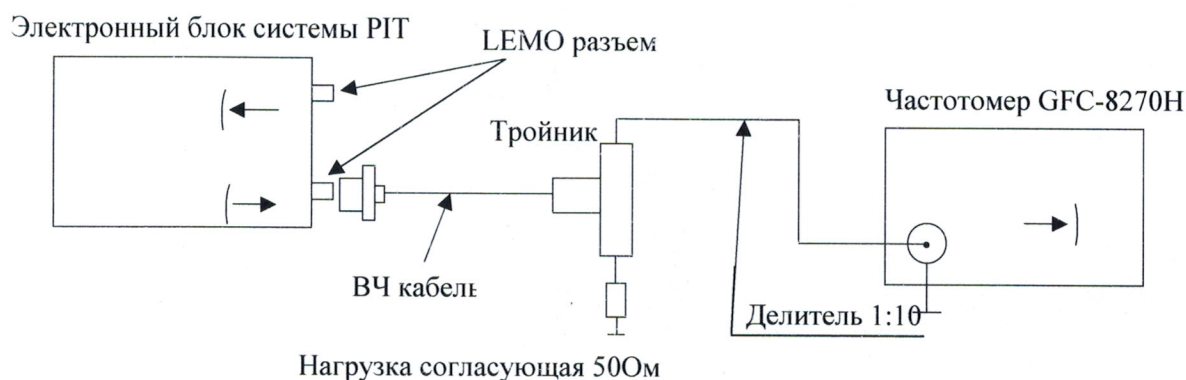 Электронный блок системы PIT
LEMO разъем
Частотомер GFC-8270H
Тройник
ВЧ кабель
Делитель 1:10
Нагрузка согласующая 50Ом